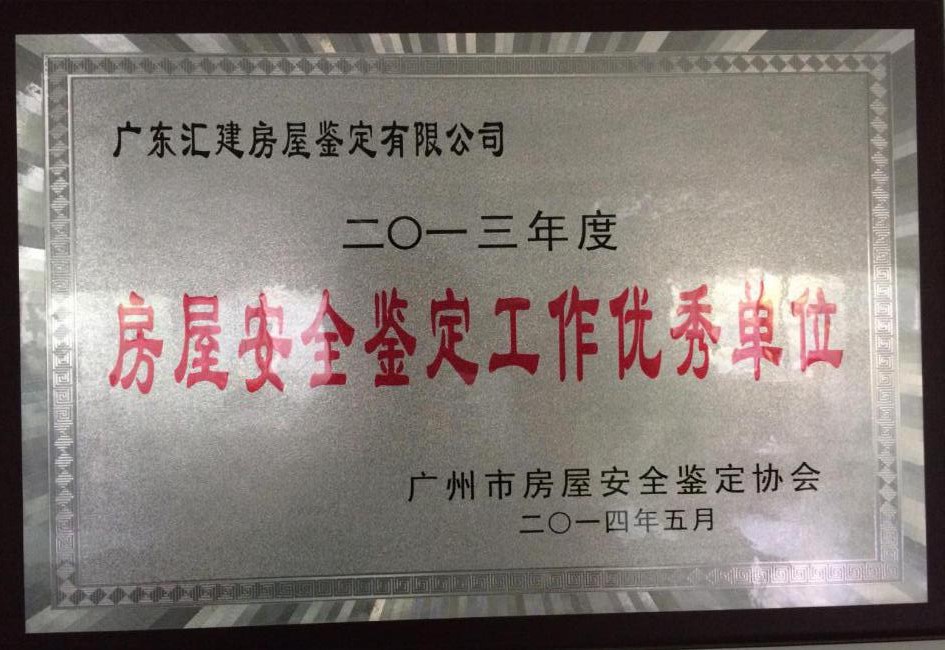 广东汇建房屋鉴定有限公司
二〇一三年度
房屋安全鉴定工作优秀单位
广州市房屋安全鉴定协会
二〇一四年五月